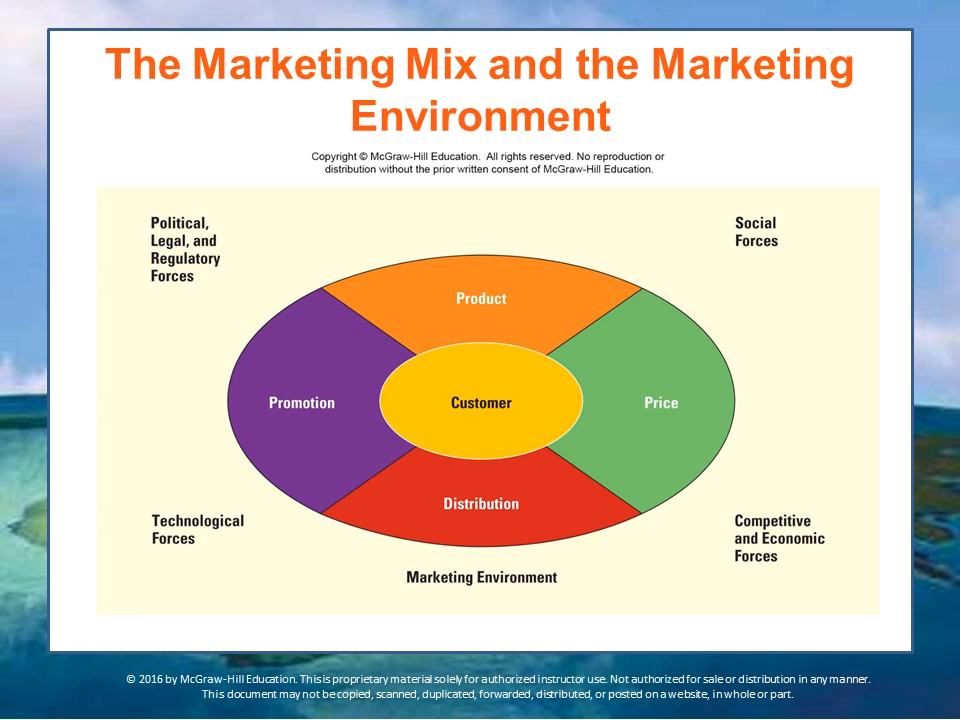 The Marketing Mix and the Marketing
Environment
Copyright © McGraw-Hill Education. All rights reserved. No reproduction or
distribution without the prior written consent of McGraw-Hill Education.
Political,
Legal, and
Regulatory
Forces
Social
Forces
Product
Promotion
Customer
Price
Distribution
Technological
Forces
Competitive
and Economic
Forces
Marketing Environment
© 2016 by McGraw-Hill Education. This is proprietary material solely for authorized instructor use. Not authorized for sale or distribution in any manner.
This document may not be copied, scanned, duplicated, forwarded, distributed, or posted on a website, in whole or part.